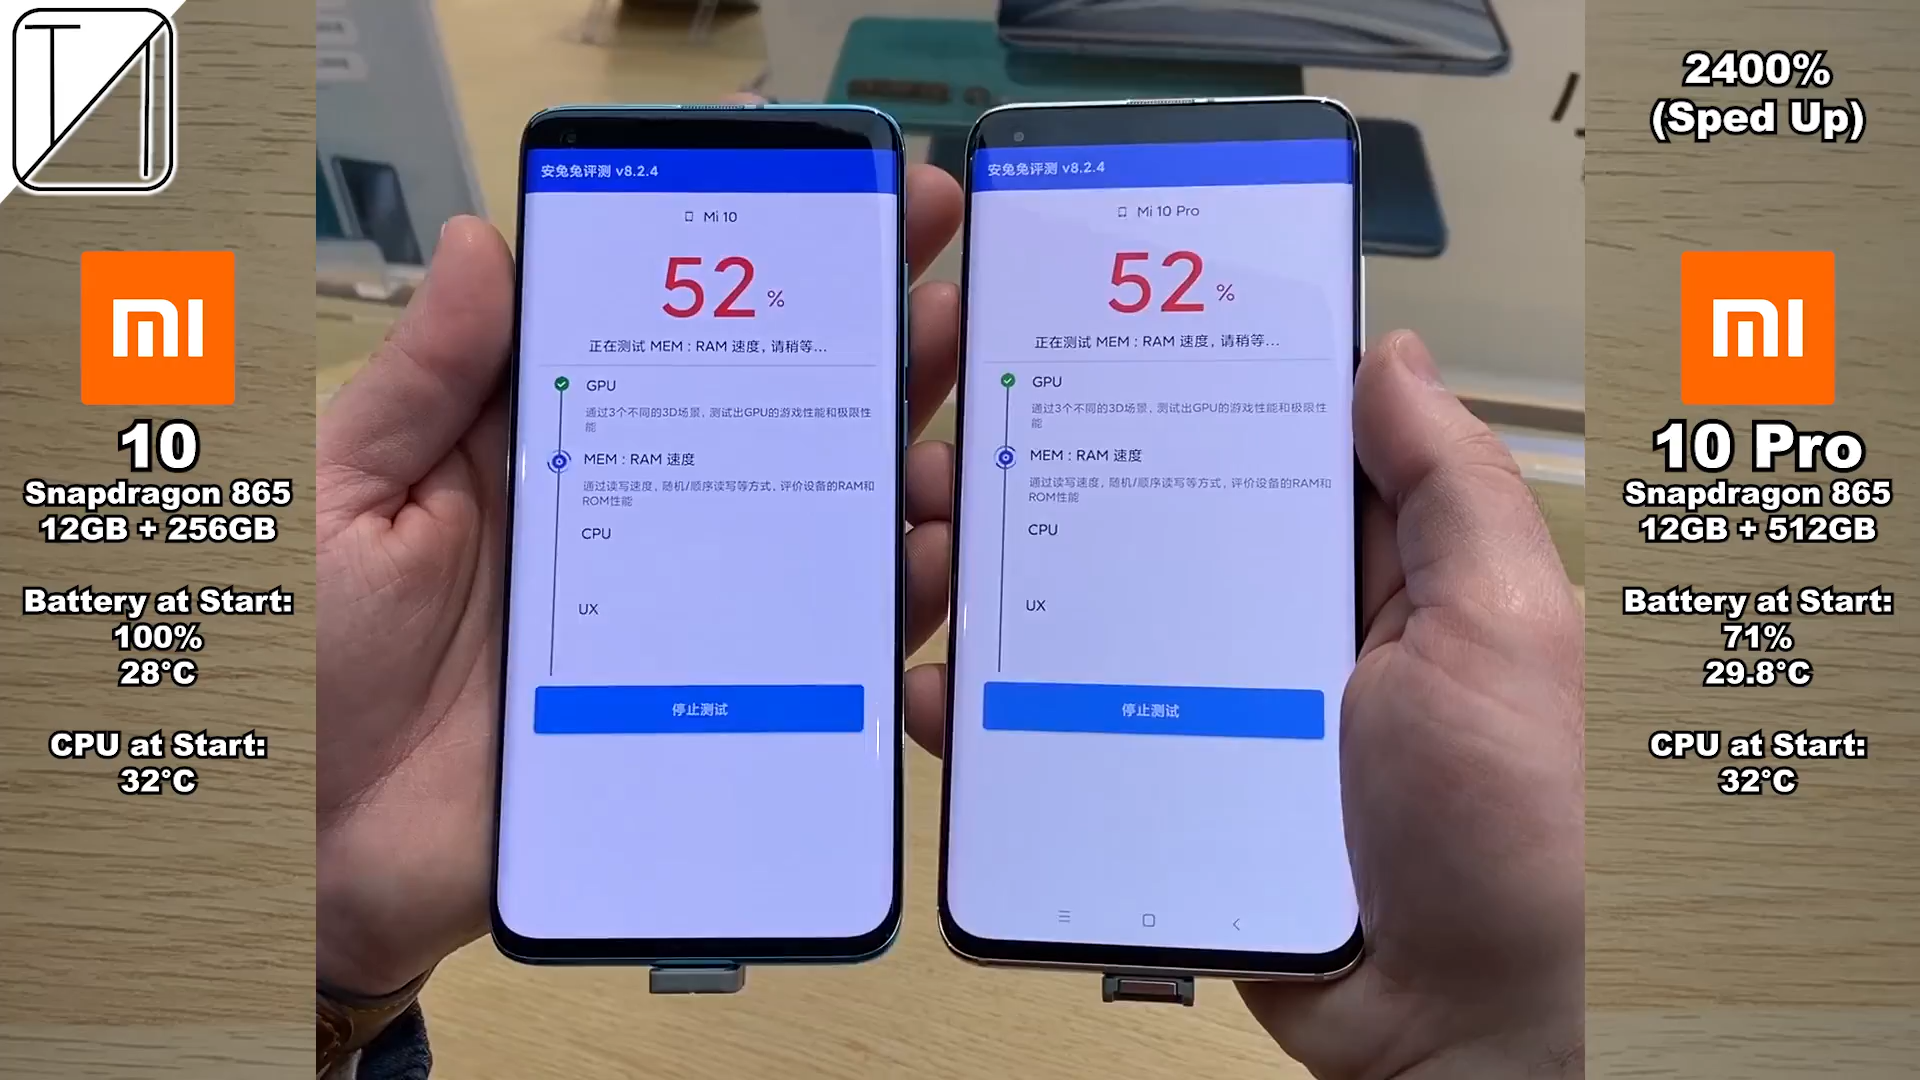 2400%
(Sped Up)
mi
10
Snapdragon 865
12GB + 256GB
Battery at Start:
100%
28°C
CPU at Start:
32°C
安兔兔评测 v8.2.4
Mi 10
52%
正在测试 MEM : RAM 速度, 请稍等...
GPU
通过3个不同的3D场景, 测试出GPU的游戏性能和极限性
能
MEM : RAM 速度
通过读写速度, 随机/顺序读写等方式, 评价设备的RAM和
ROM性能
CPU
UX
停止测试
安兔兔评测 v8.2.4
Mi 10 Pro
52%
正在测试 MEM : RAM 速度, 请稍等...
GPU
通过3个不同的3D场景, 测试出GPU的游戏性能和极限性
能
MEM : RAM 速度
通过读写速度, 随机/顺序读写等方式, 评价设备的RAM和
ROM性能
CPU
UX
停止测试
mi
10 Pro
Snapdragon 865
12GB + 512GB
Battery at Start:
71%
29.8°C
CPU at Start:
32°C